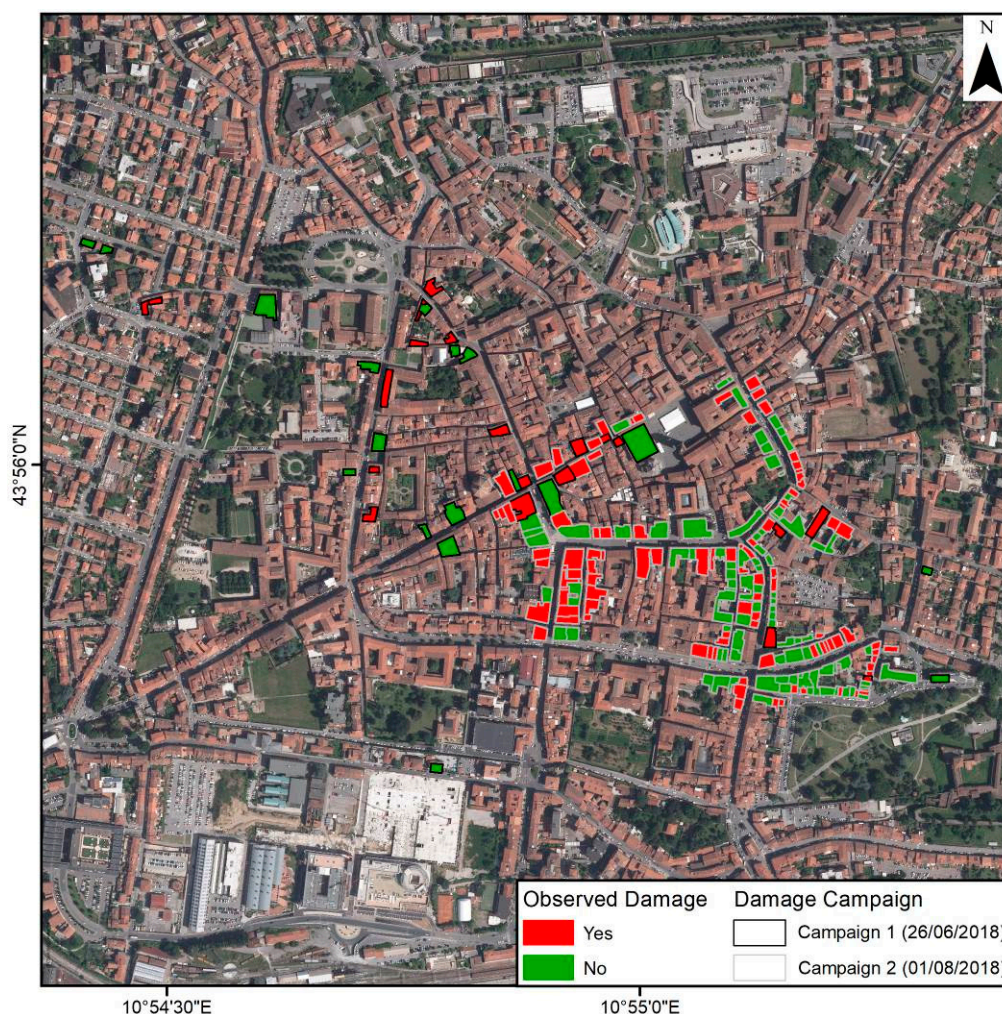 N
43°56'0"N
Observed Damage
Damage Campaign
Yes
Campaign 1 (26/06/2018)
No
Campaign 2 (01/08/2018)
10°54'30"E
10°55'0"E